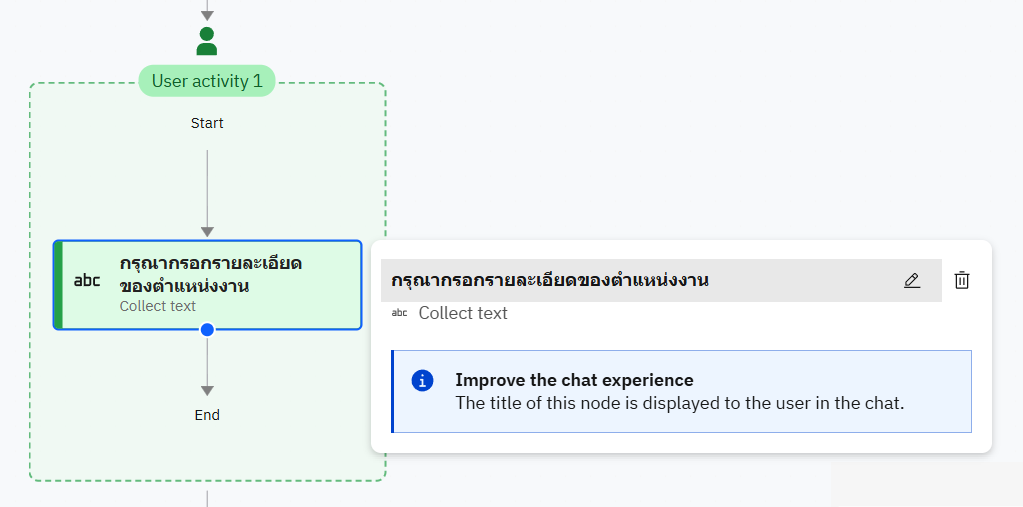 User activity 1
Start
abc
กรุณากรอกรายละเอียด
ของตำแหน่งงาน
Collect text
End
กรุณากรอกรายละเอียดของตำแหน่งงาน
abc Collect text
Improve the chat experience
The title of this node is displayed to the user in the chat.